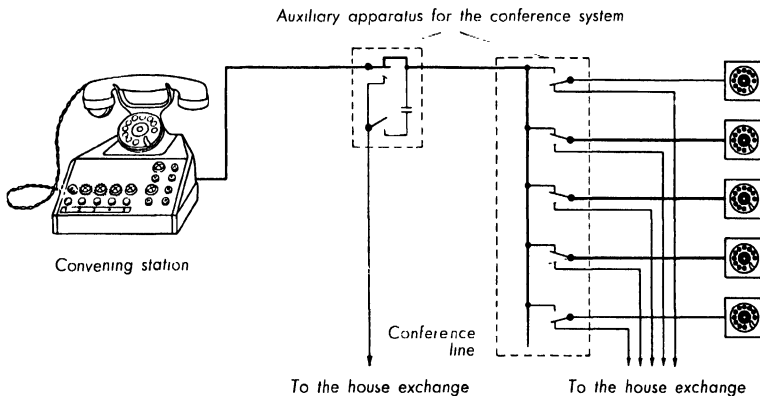 Auxiliary apparatus for the conference system
Convening station
Conference
line
To the house exchange
To the house exchange